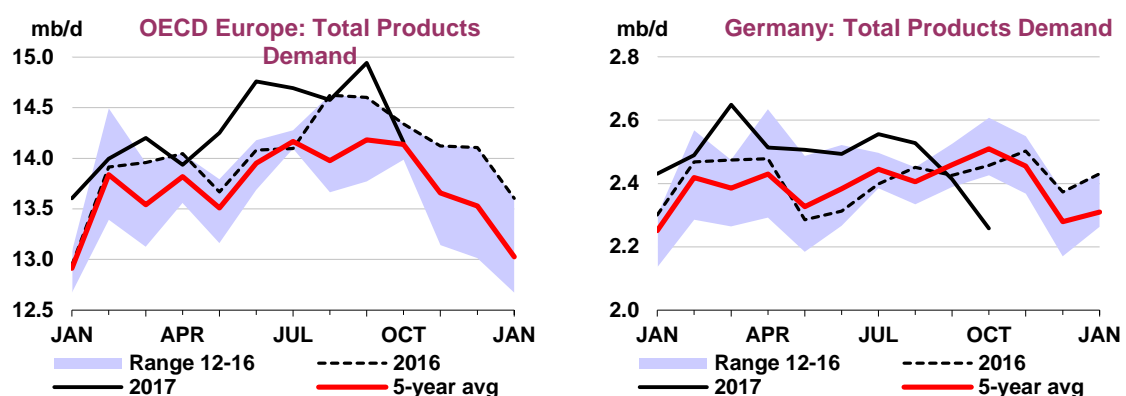 mb/d
OECD Europe: Total Products
Demand
15.0
14.5
14.0
13.5
13.0
12.5
JAN APR JUL OCT JAN
Range 12-16 2016
2017 5-year avg
mb/d
Germany: Total Products Demand
2.8
2.6
2.4
2.2
2.0
JAN APR JUL OCT JAN
Range 12-16 2016
2017 5-year avg